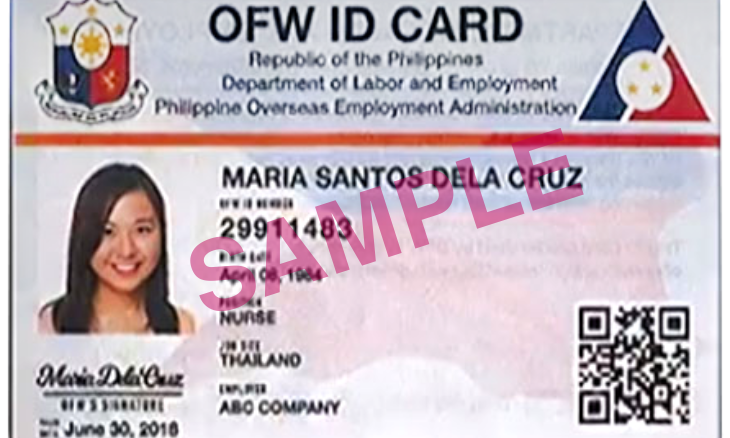 OFW ID CARD
Republic of the Philippines
Department of Labor and Employment
Philippine Overseas Employment Administration
MARIA SANTOS DELA CRUZ
OFW ID NUMBER
29911483
BIRTH DATE
April 08, 1984
POSITION
NURSE
JOB SITE
THAILAND
EMPLOYER
ABC COMPANY
SAMPLE
Maria Dela Cruz
OFW'S SIGNATURE
June 30, 2018